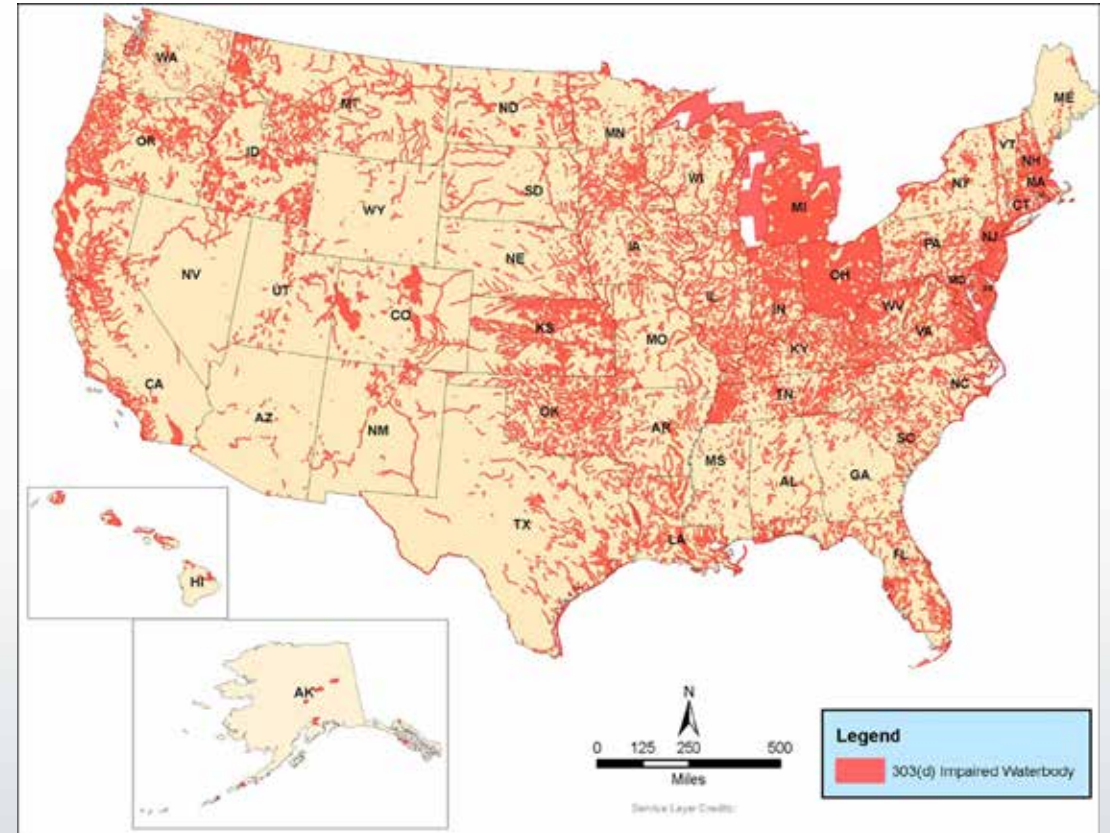 WA
MT
ND
MN
ME
OR
ID
SD
WI
VT
NH
NY
MA
CT
WY
MI
NE
IA
PA
NJ
NV
UT
CO
IL
IN
OH
MD
WV
VA
KS
MO
KY
CA
AZ
NM
OK
AR
TN
NC
SC
MS
AL
GA
TX
LA
FL
HI
AK
N
0 125 250 500
Miles
Service Layer Credits:
Legend
303(d) Impaired Waterbody